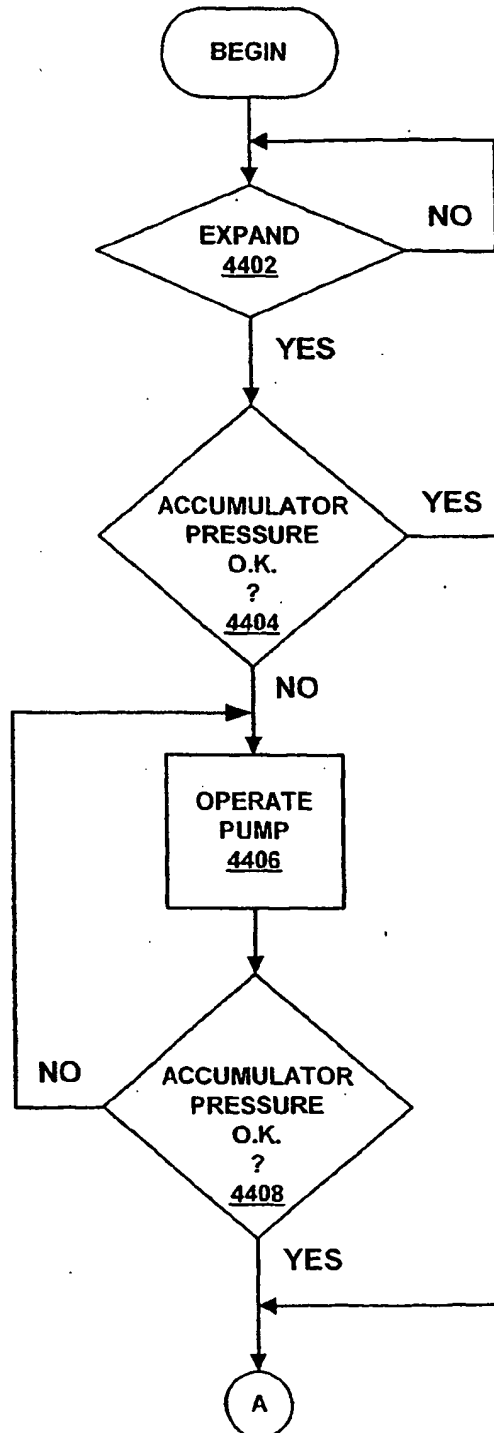 BEGIN
NO
EXPAND
4402
YES
ACCUMULATOR
PRESSURE
O.K.
?
4404
YES
NO
OPERATE
PUMP
4406
NO
ACCUMULATOR
PRESSURE
O.K.
?
4408
YES
A